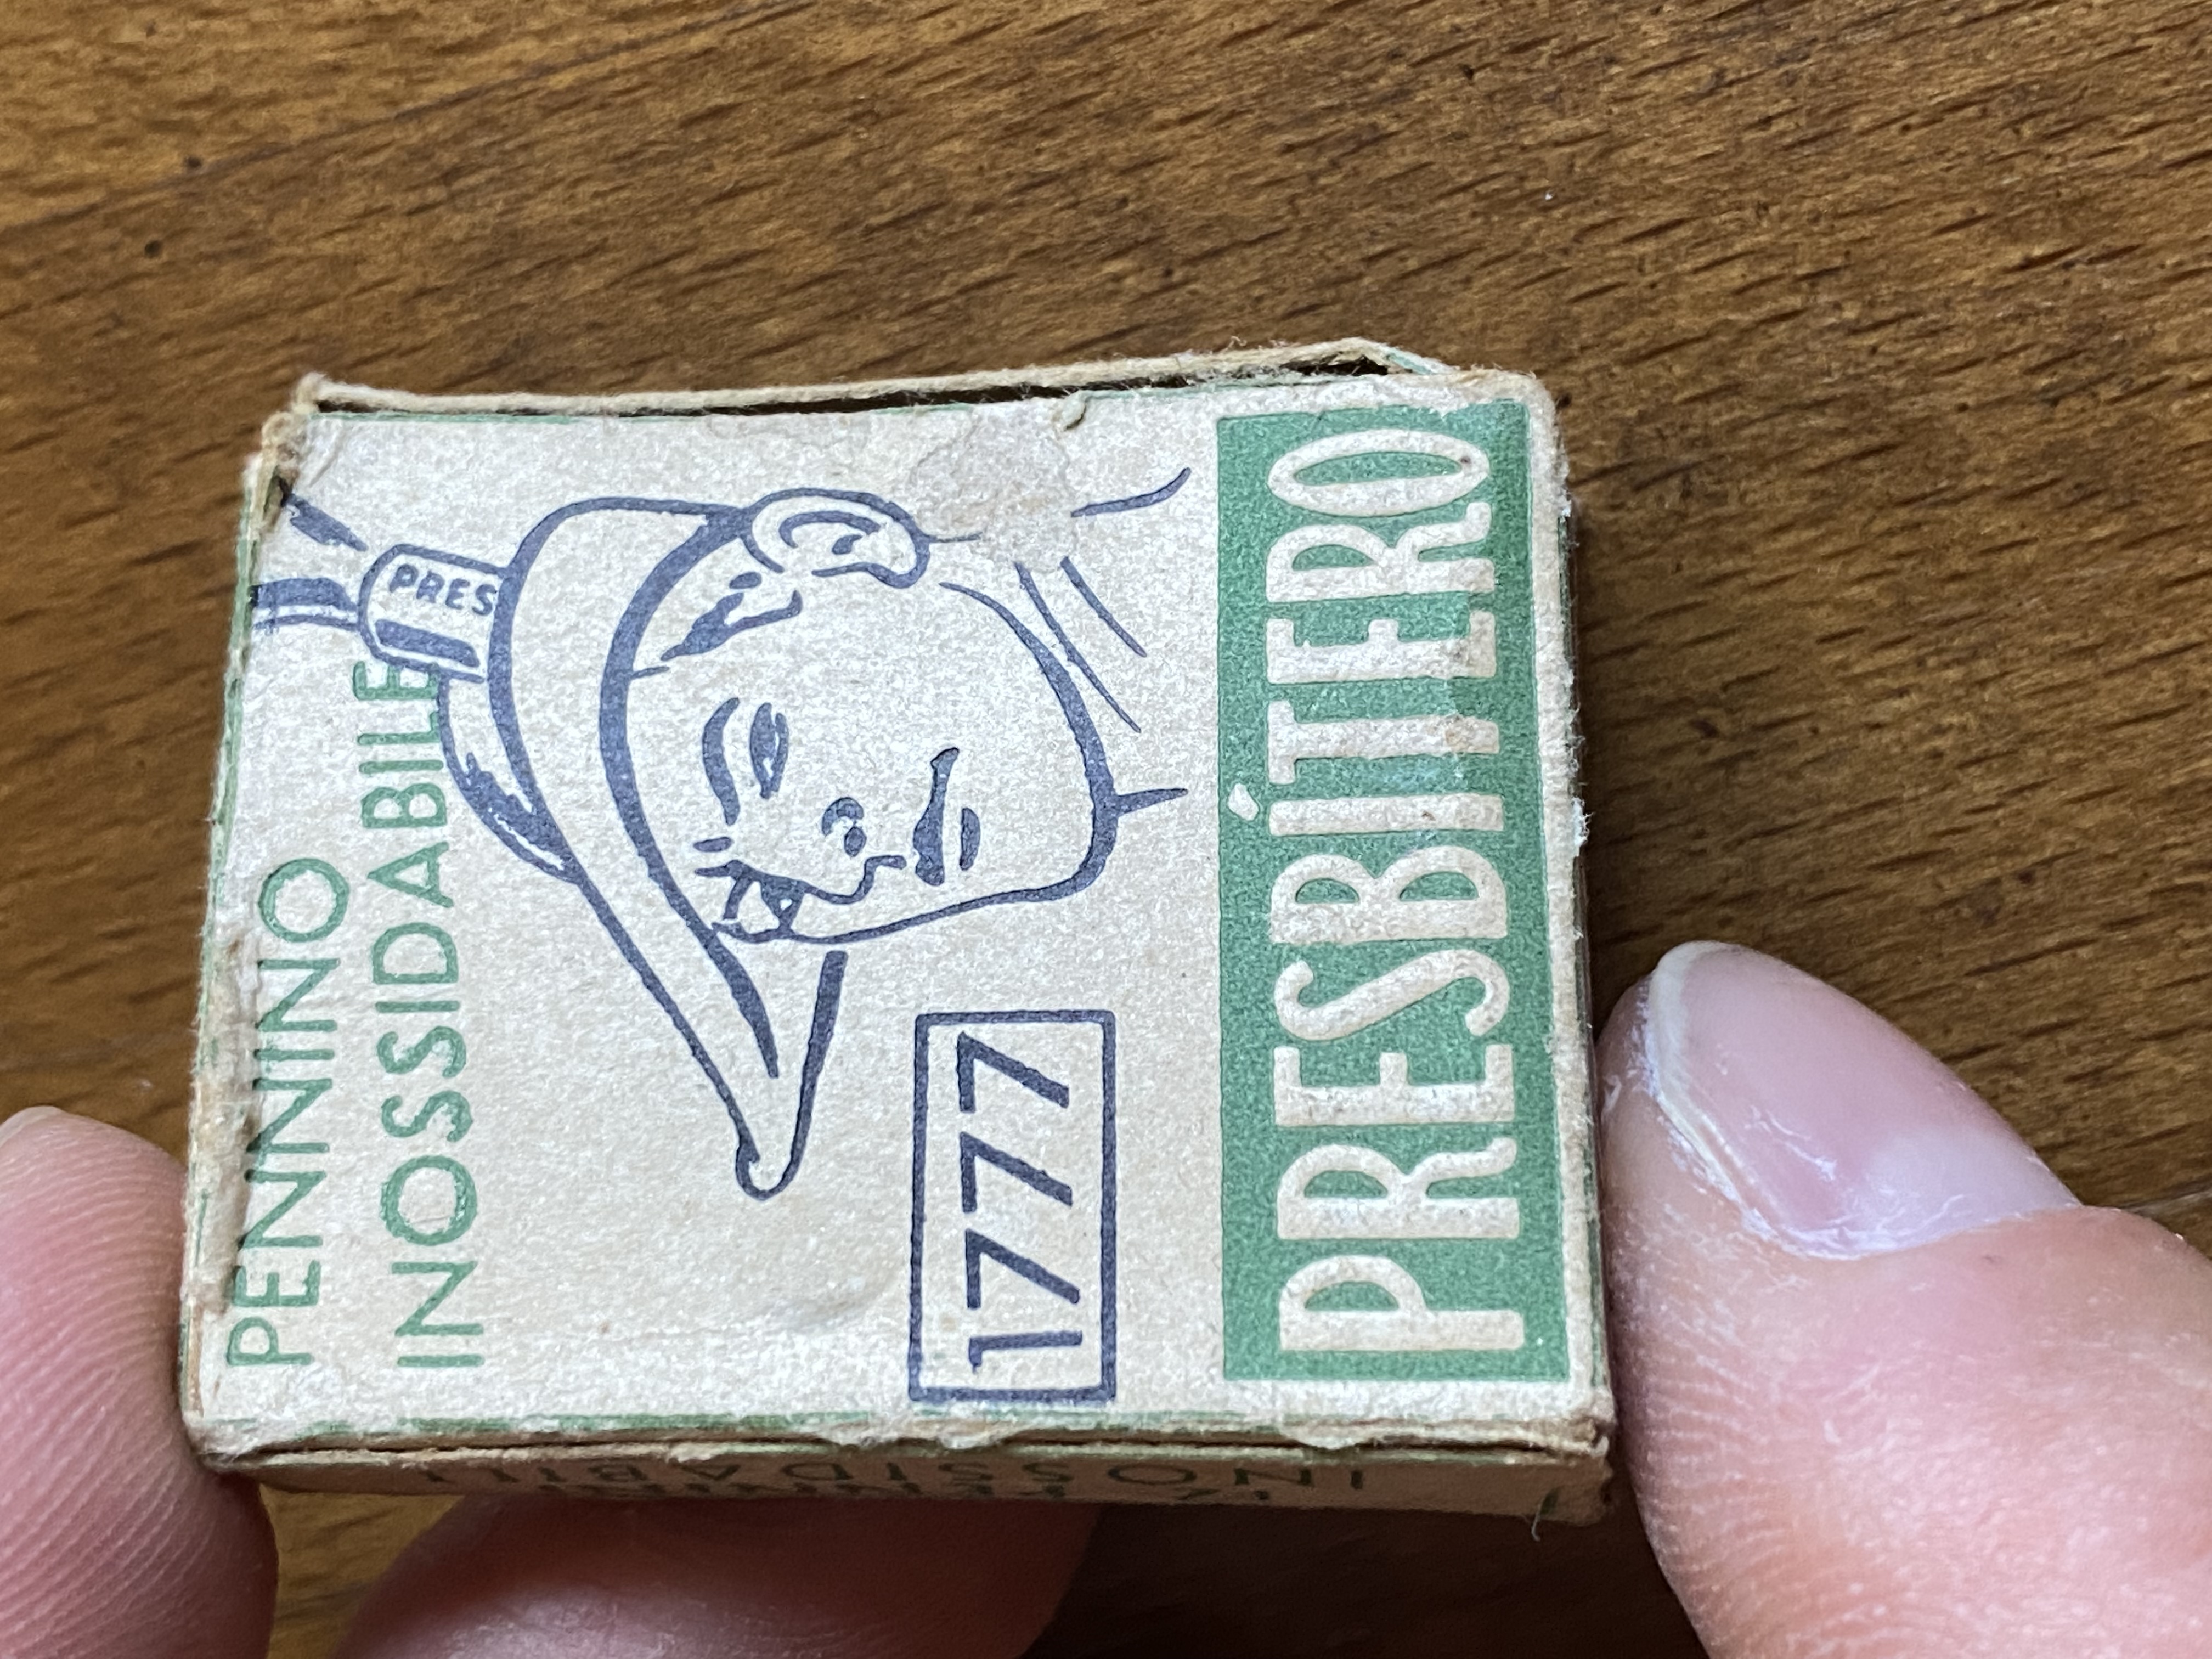 PENNINO
INOSSIDABILE
PRES
1777
PRESBÍTERO